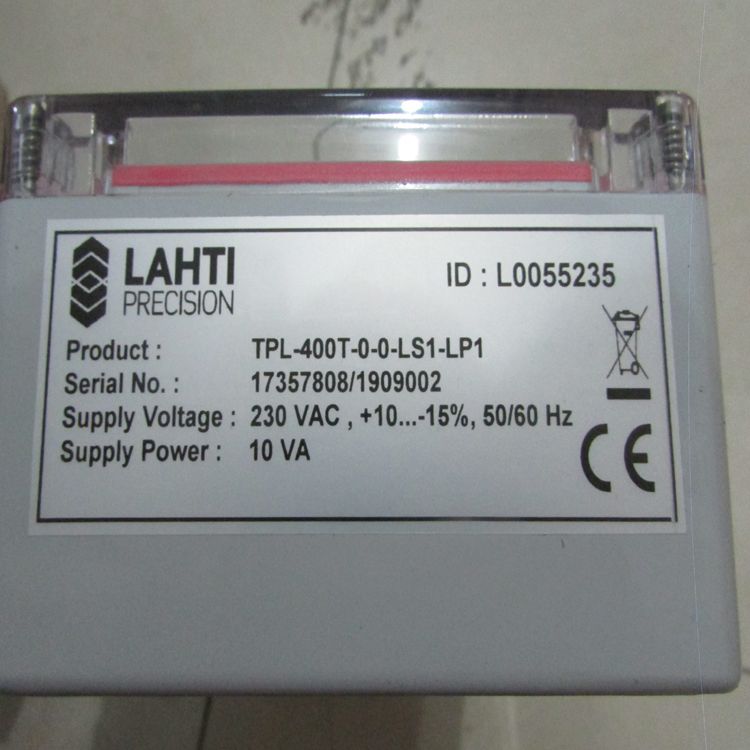 LAHTI
PRECISION
ID : L0055235
Product : TPL-400T-0-0-LS1-LP1
Serial No. : 17357808/1909002
Supply Voltage : 230 VAC , +10...-15%, 50/60 Hz
Supply Power : 10 VA
CE